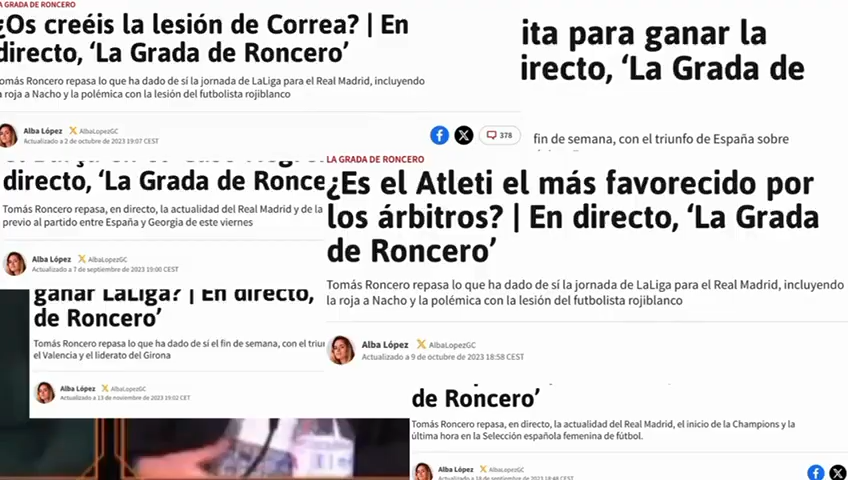 LA GRADA DE RONCERO
¿Os creéis la lesión de Correa? | En
directo, ‘La Grada de Roncero’
Tomás Roncero repasa lo que ha dado de sí la jornada de LaLiga para el Real Madrid, incluyendo
la roja a Nacho y la polémica con la lesión del futbolista rojiblanco
Alba López AlbaLopezGC
Actualizado a 2 de octubre de 2023 19:07 CEST
378
ita para ganar la
irecto, ‘La Grada de
fin de semana, con el triunfo de España sobre
directo, ‘La Grada de Ronce
Tomás Roncero repasa, en directo, la actualidad del Real Madrid y de la
previo al partido entre España y Georgia de este viernes
Alba López AlbaLopezGC
Actualizado a 7 de septiembre de 2023 19:00 CEST
LA GRADA DE RONCERO
¿Es el Atleti el más favorecido por
los árbitros? | En directo, ‘La Grada
de Roncero’
Tomás Roncero repasa lo que ha dado de sí la jornada de LaLiga para el Real Madrid, incluyendo
la roja a Nacho y la polémica con la lesión del futbolista rojiblanco
Alba López AlbaLopezGC
Actualizado a 9 de octubre de 2023 18:58 CEST
ganar LaLiga? | En directo,
de Roncero’
Tomás Roncero repasa lo que ha dado de sí el fin de semana, con el triun
el Valencia y el liderato del Girona
Alba López AlbaLopezGC
Actualizado a 13 de noviembre de 2023 19:02 CET
de Roncero’
Tomás Roncero repasa, en directo, la actualidad del Real Madrid, el inicio de la Champions y la
última hora en la Selección española femenina de fútbol.
Alba López AlbaLopezGC
Actualizado a 18 de septiembre de 2023 18:48 CEST